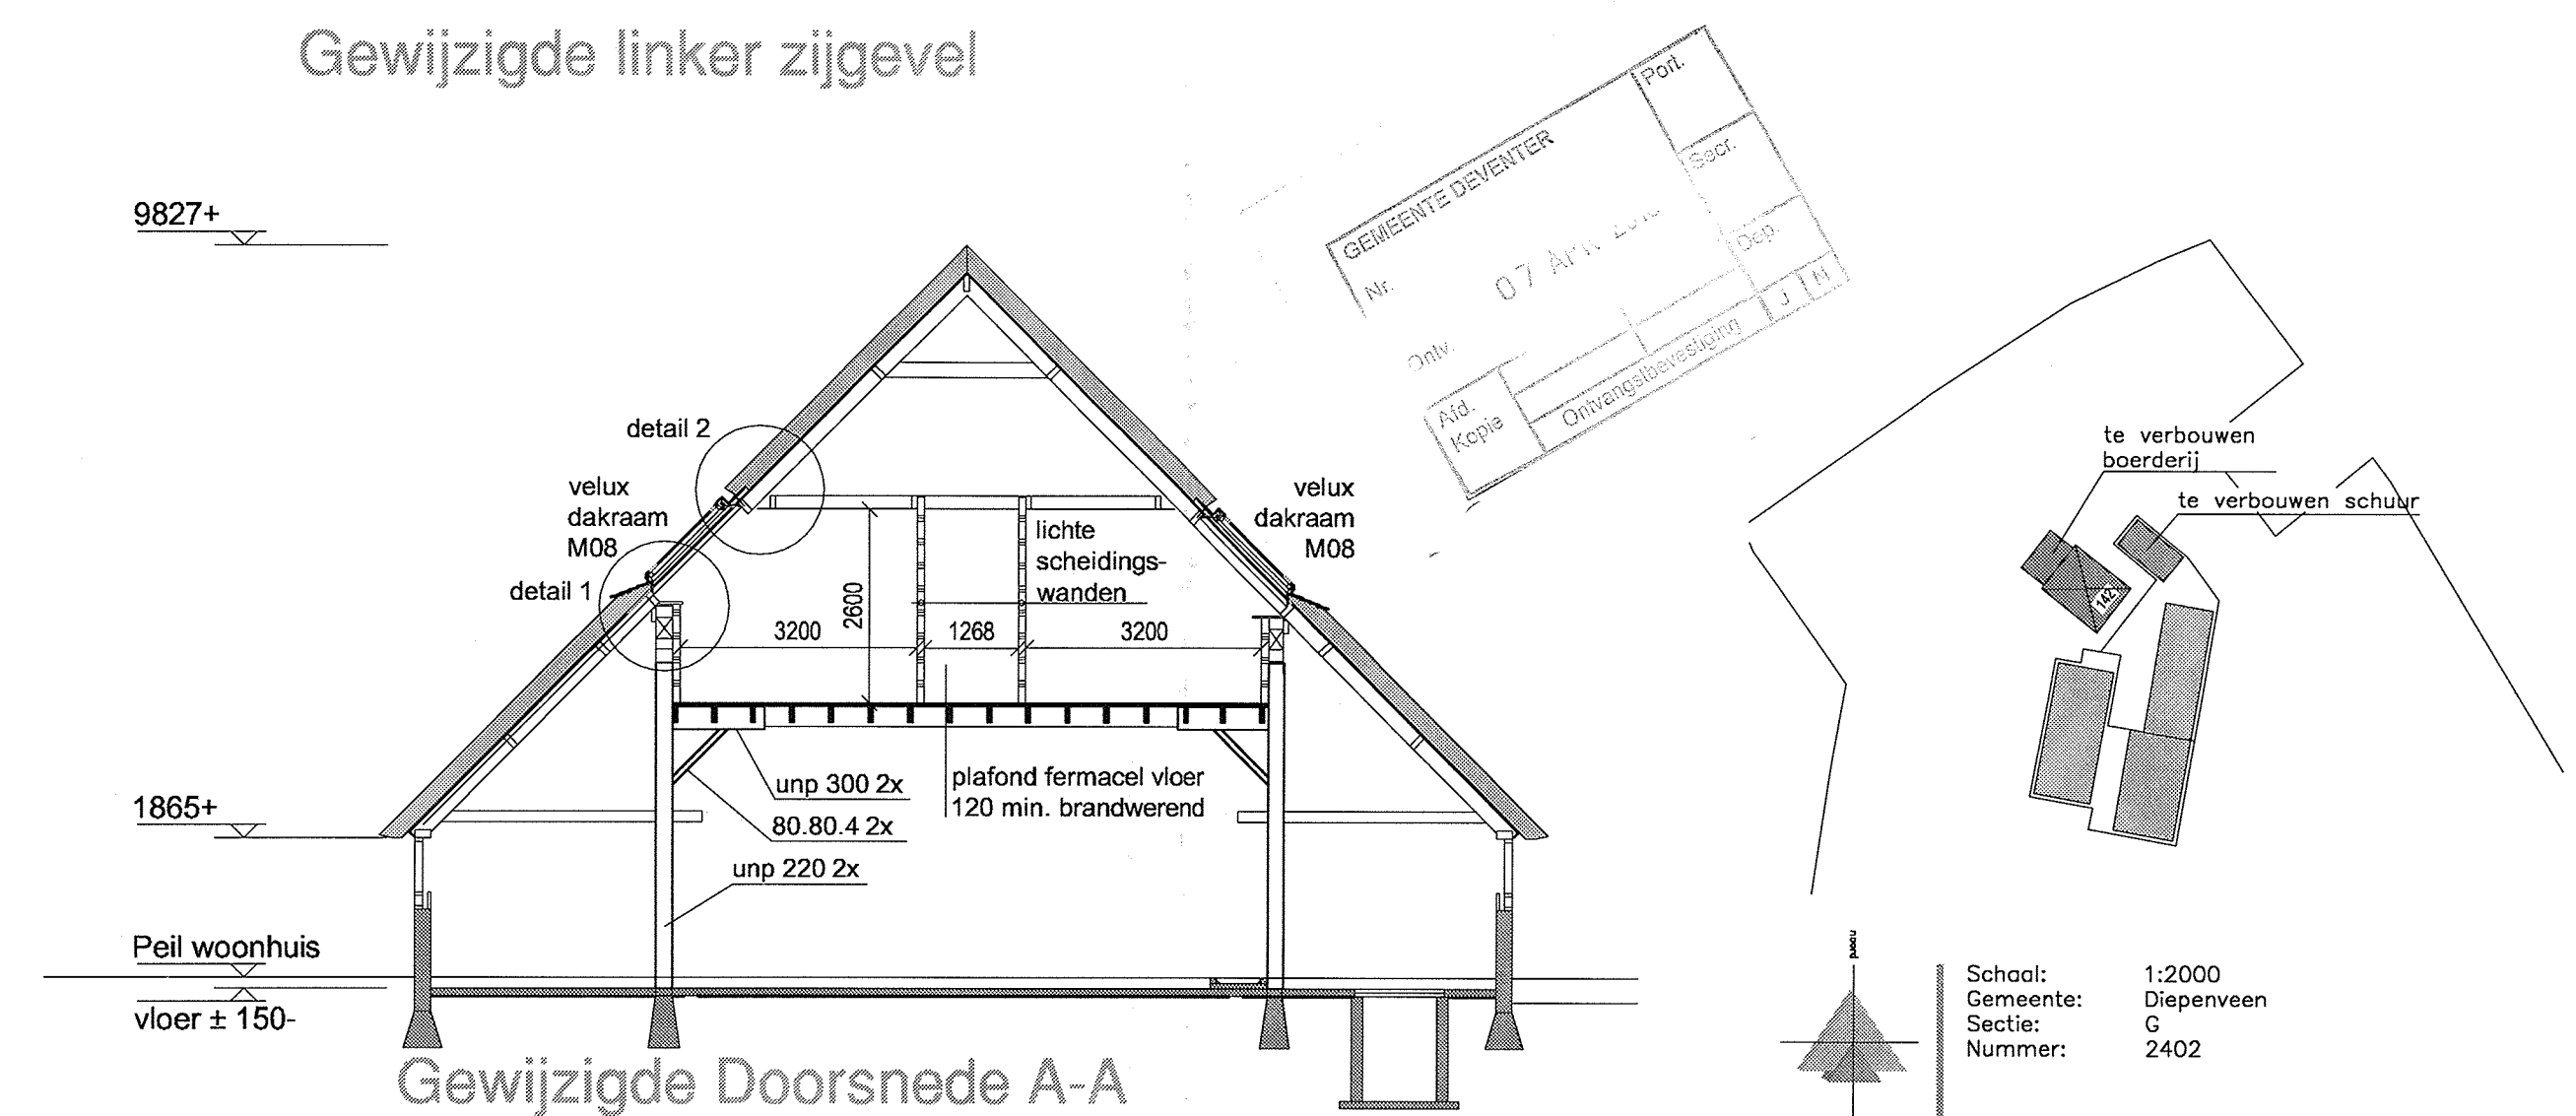 Gewijzigde linker zijgevel
GEMEENTE DEVENTER
Port.
Secr.
Dep.
Nr.
07
Ontv.
J
N
Ontvangstbevestiging
Afd.
Kopie
9827+
detail 2
velux
dakraam
M08
detail 1
velux
dakraam
M08
lichte
scheidings-
wanden
2600
3200
1268
3200
unp 300 2x
80.80.4 2x
unp 220 2x
plafond fermacel vloer
120 min. brandwerend
1865+
Peil woonhuis
vloer ± 150-
Gewijzigde Doorsnede A-A
te verbouwen
boerderij
te verbouwen schuur
142
noord
Schaal: 1:2000
Gemeente: Diepenveen
Sectie: G
Nummer: 2402